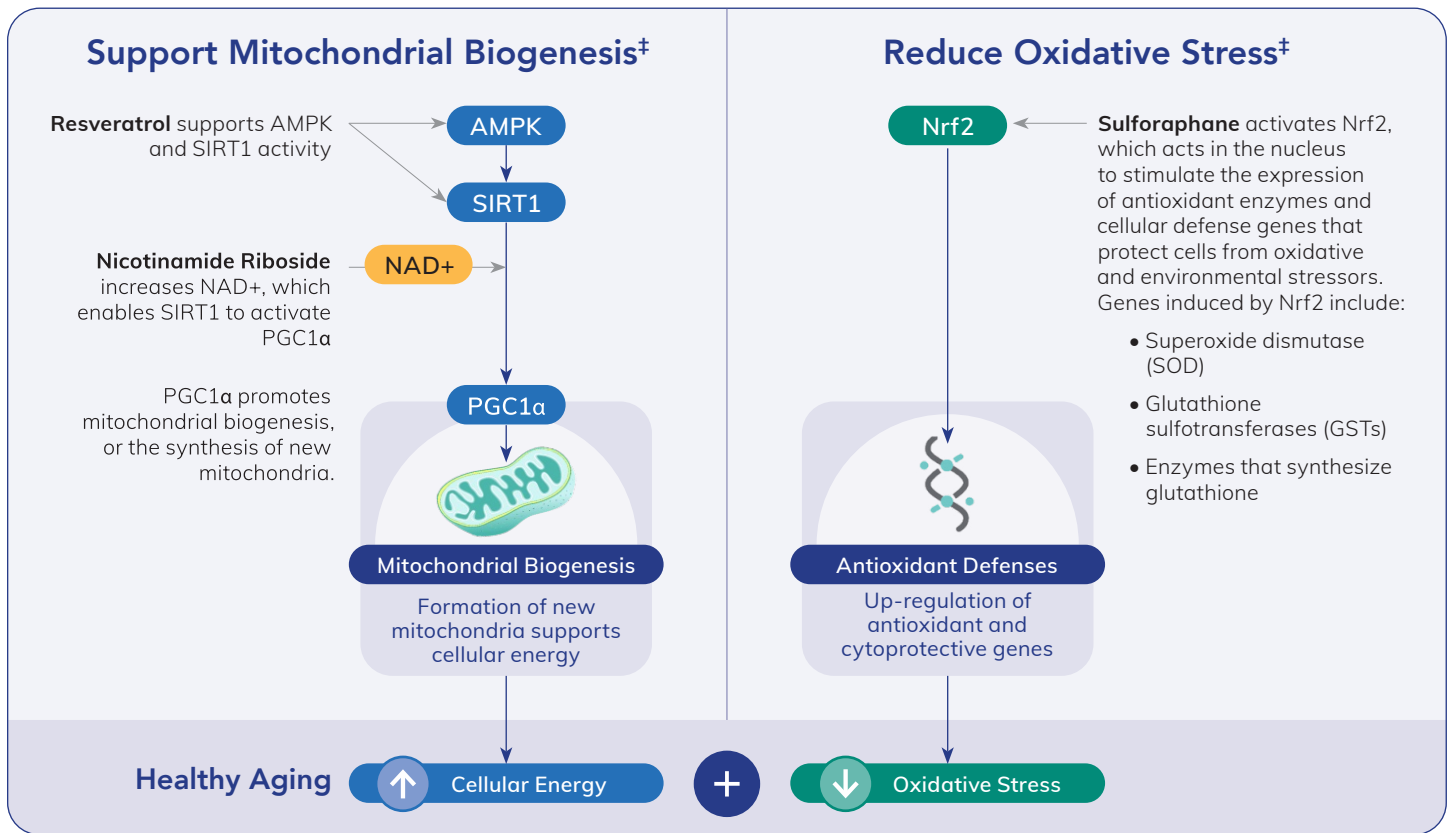 Support Mitochondrial Biogenesis‡
Resveratrol supports AMPK
and SIRT1 activity
AMPK
SIRT1
Nicotinamide Riboside
increases NAD+, which
enables SIRT1 to activate
PGC1α
NAD+
PGC1α promotes
mitochondrial biogenesis,
or the synthesis of new
mitochondria.
PGC1α
Mitochondrial Biogenesis
Formation of new
mitochondria supports
cellular energy
Reduce Oxidative Stress‡
Nrf2
Sulforaphane activates Nrf2,
which acts in the nucleus
to stimulate the expression
of antioxidant enzymes and
cellular defense genes that
protect cells from oxidative
and environmental stressors.
Genes induced by Nrf2 include:
• Superoxide dismutase
(SOD)
• Glutathione
sulfotransferases (GSTs)
• Enzymes that synthesize
glutathione
Antioxidant Defenses
Up-regulation of
antioxidant and
cytoprotective genes
Healthy Aging
Cellular Energy
+
Oxidative Stress